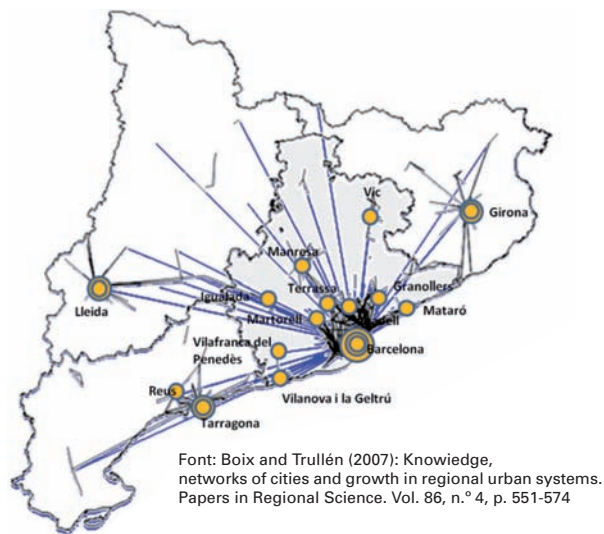 Vic
Girona
Manresa
Granollers
Terrassa
Igualada
Lleida
Mataró
Martorell
Barcelona
Vilafranca del
Penedès
Reus
Vilanova i la Geltrú
Tarragona
Font: Boix and Trullén (2007): Knowledge,
networks of cities and growth in regional urban systems.
Papers in Regional Science. Vol. 86, n.º 4, p. 551-574